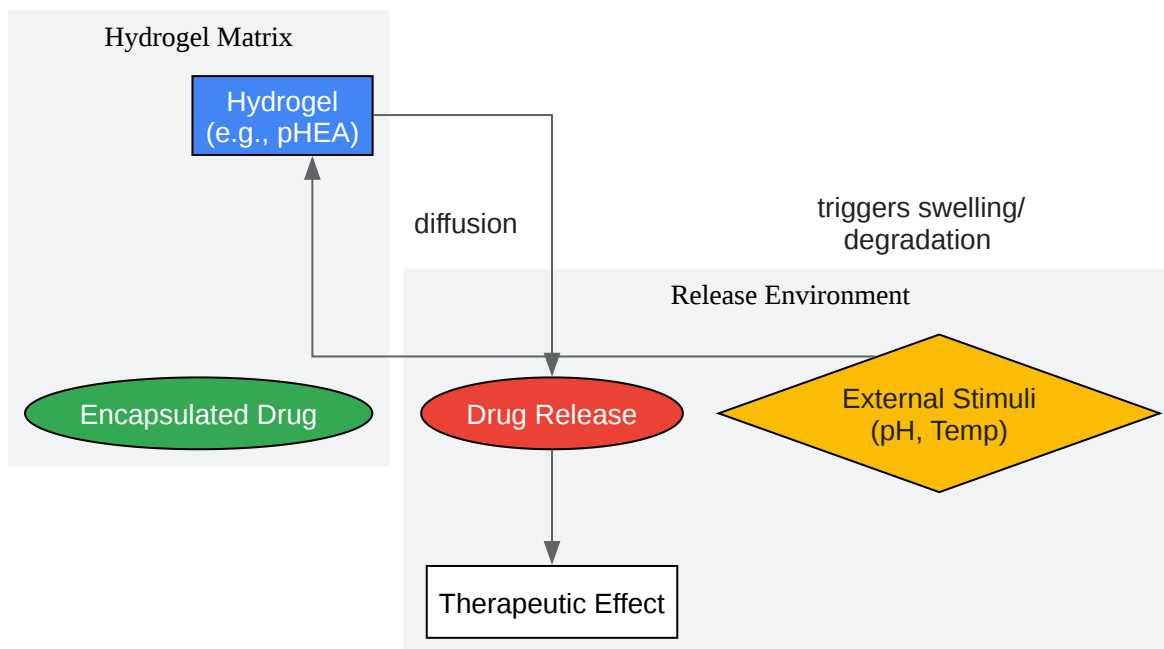 Hydrogel Matrix
Hydrogel
(e.g., pHEA)
diffusion
triggers swelling/
degradation
Release Environment
Encapsulated Drug
Drug Release
External Stimuli
(pH, Temp)
Therapeutic Effect